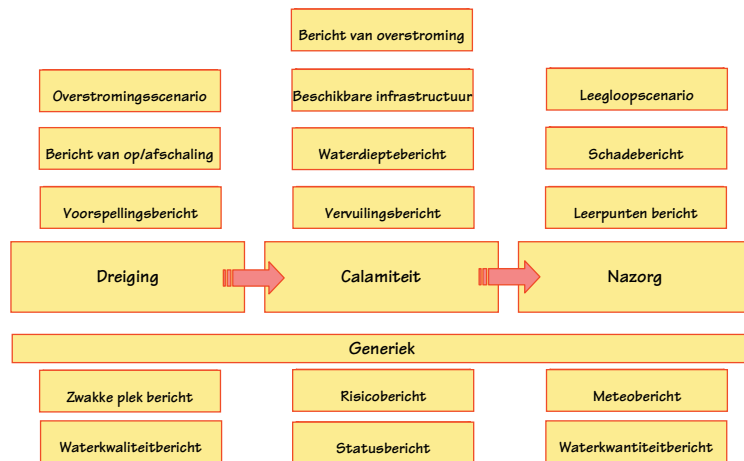 Bericht van overstroming
Overstromingsscenario
Beschikbare infrastructuur
Leegloopscenario
Bericht van op/afschaling
Waterdieptebericht
Schadebericht
Voorspellingsbericht
Vervuilingsbericht
Leerpunten bericht
Dreiging
Calamiteit
Nazorg
Generiek
Zwakke plek bericht
Risicobericht
Meteobericht
Waterkwaliteitbericht
Statusbericht
Waterkwantiteitbericht